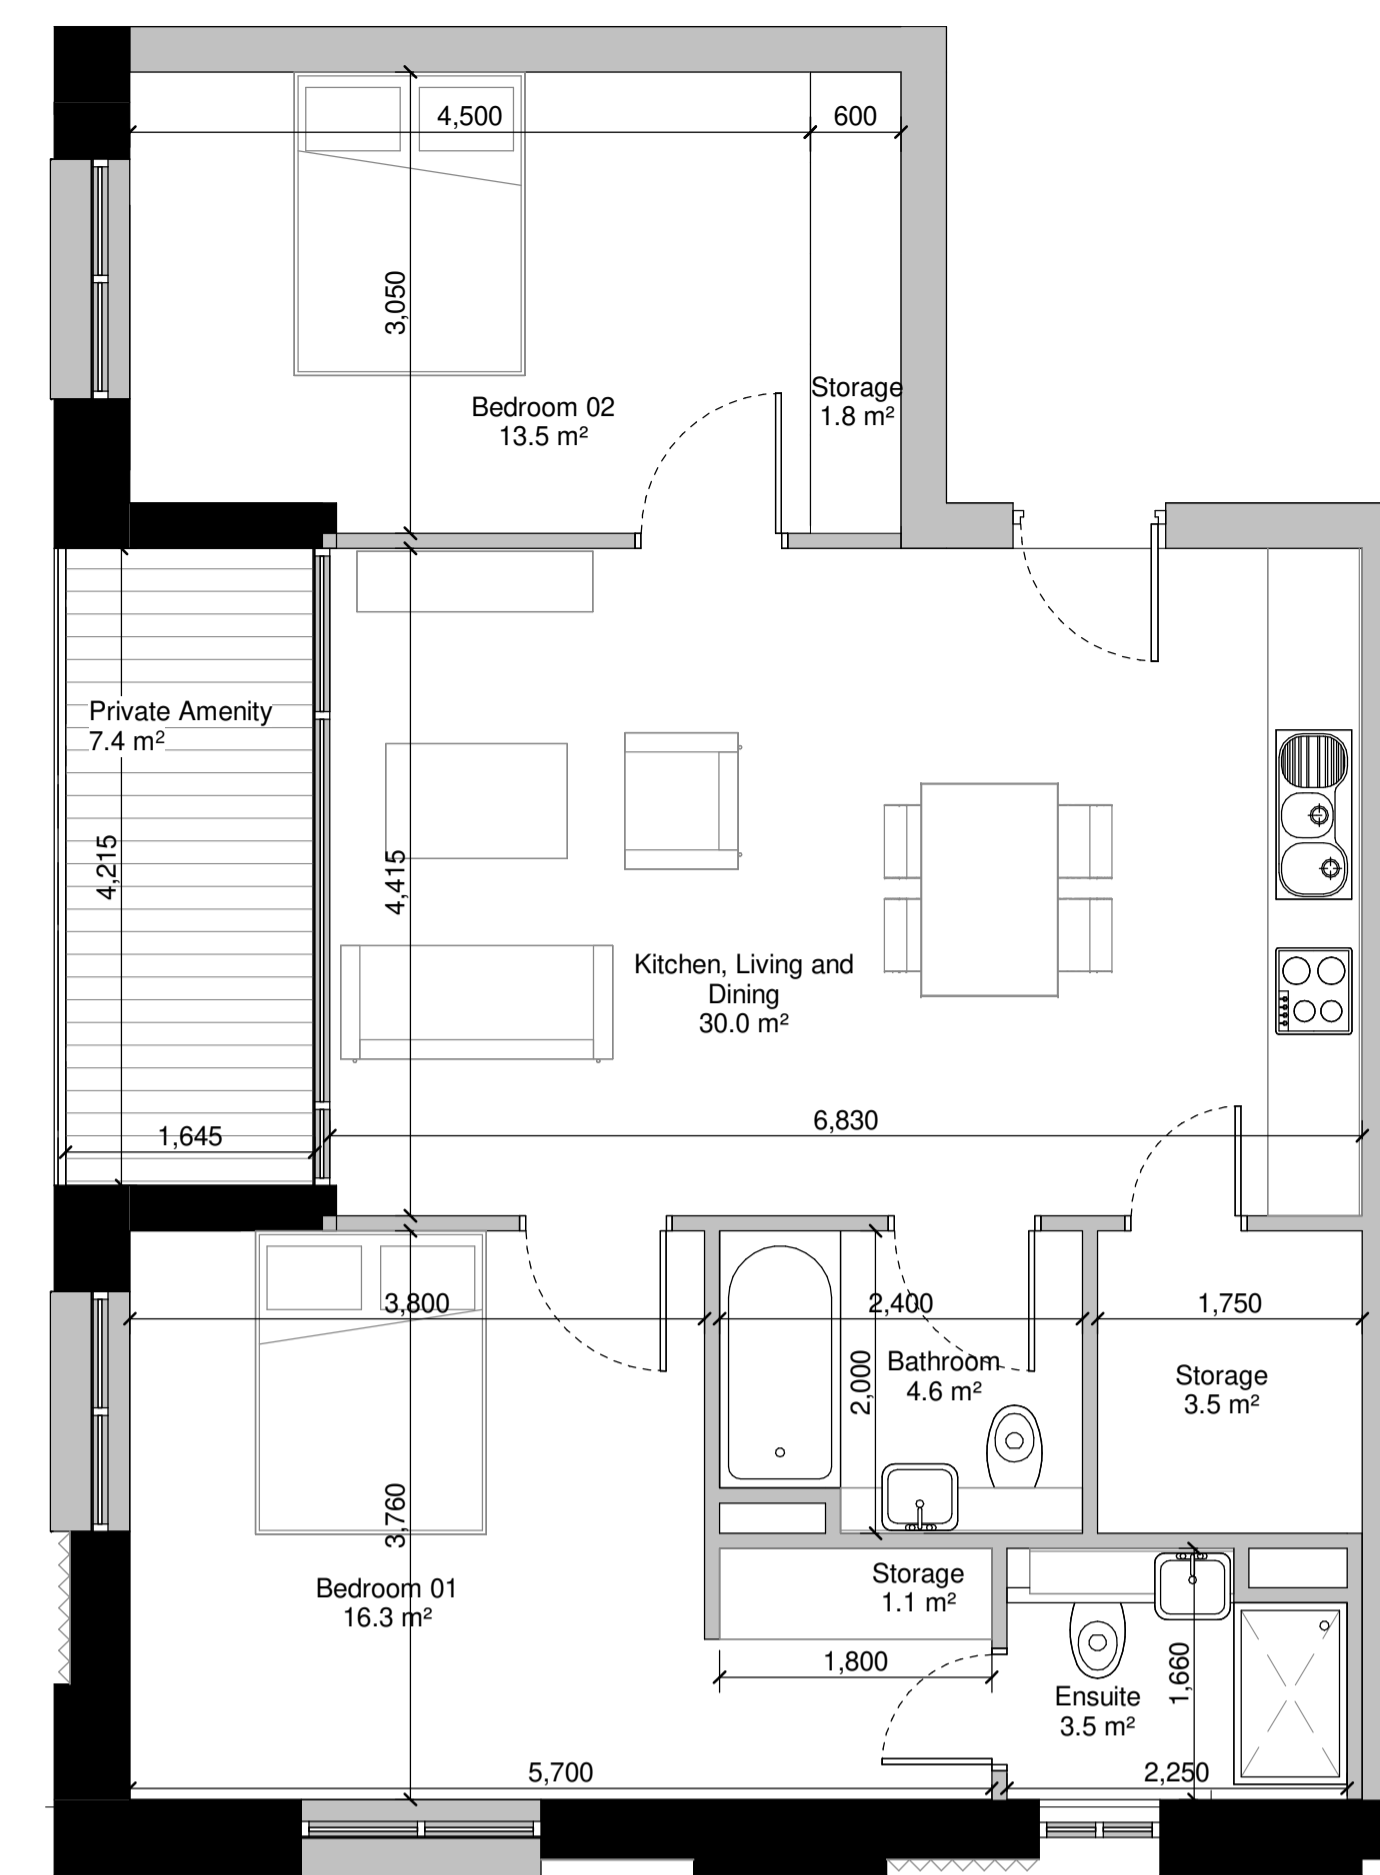 4,500
600
3,050
Storage
1.8 m²
Bedroom 02
13.5 m²
Private Amenity
7.4 m²
4,215
4,415
Kitchen, Living and
Dining
30.0 m²
6,830
1,645
3,800
2,400
1,750
2,000
Bathroom
4.6 m²
Storage
3.5 m²
3,760
Bedroom 01
16.3 m²
Storage
1.1 m²
1,800
1,660
Ensuite
3.5 m²
5,700
2,250